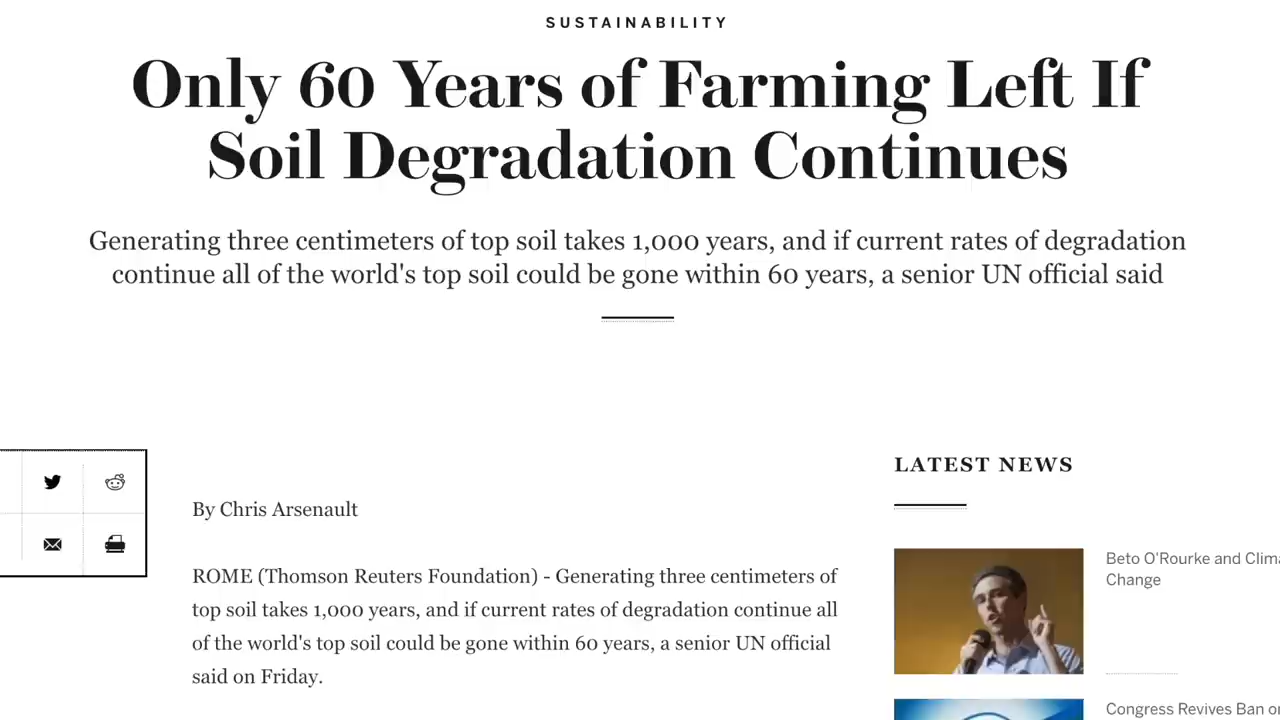 SUSTAINABILITY
Only 60 Years of Farming Left If
Soil Degradation Continues
Generating three centimeters of top soil takes 1,000 years, and if current rates of degradation
continue all of the world's top soil could be gone within 60 years, a senior UN official said
LATEST NEWS
By Chris Arsenault
ROME (Thomson Reuters Foundation) - Generating three centimeters of
top soil takes 1,000 years, and if current rates of degradation continue all
of the world's top soil could be gone within 60 years, a senior UN official
said on Friday.
Beto O'Rourke and Clima
Change
Congress Revives Ban o